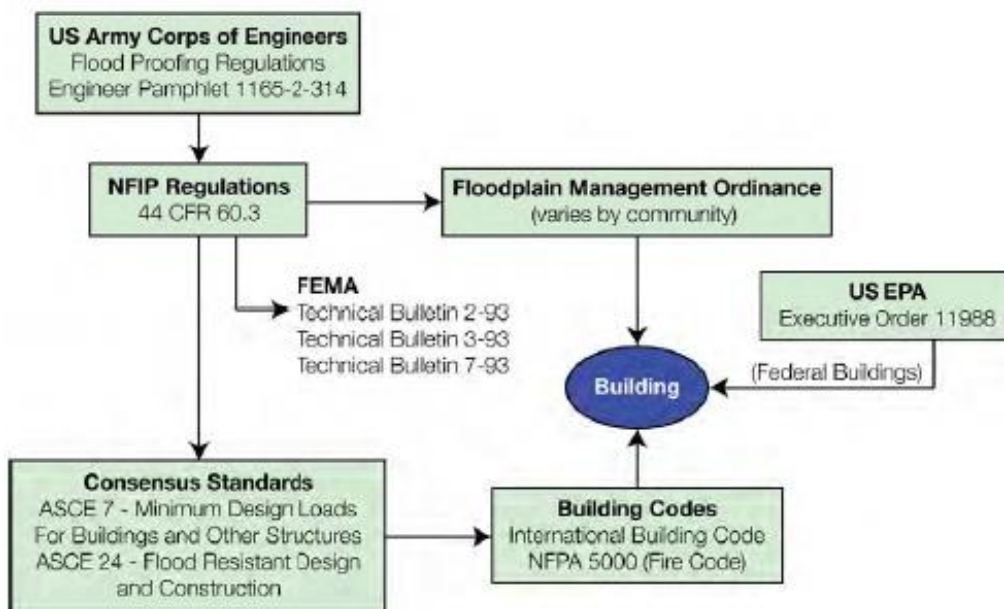 US Army Corps of Engineers
Flood Proofing Regulations
Engineer Pamphlet 1165-2-314
NFIP Regulations
44 CFR 60.3
Floodplain Management Ordinance
(varies by community)
FEMA
Technical Bulletin 2-93
Technical Bulletin 3-93
Technical Bulletin 7-93
US EPA
Executive Order 11988
(Federal Buildings)
Building
Consensus Standards
ASCE 7 - Minimum Design Loads
For Buildings and Other Structures
ASCE 24 - Flood Resistant Design
and Construction
Building Codes
International Building Code
NFPA 5000 (Fire Code)